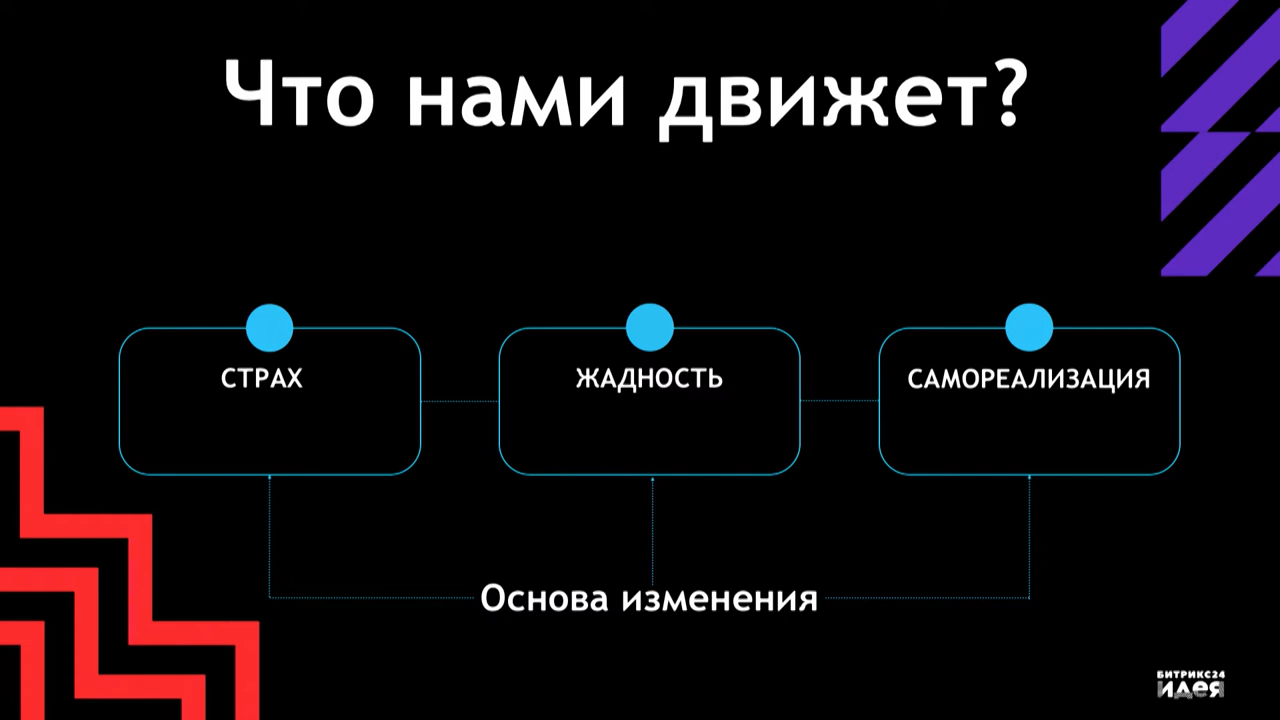 Что нами движет?
СТРАХ
ЖАДНОСТЬ
САМОРЕАЛИЗАЦИЯ
Основа изменения
БИТРИКС24
идея